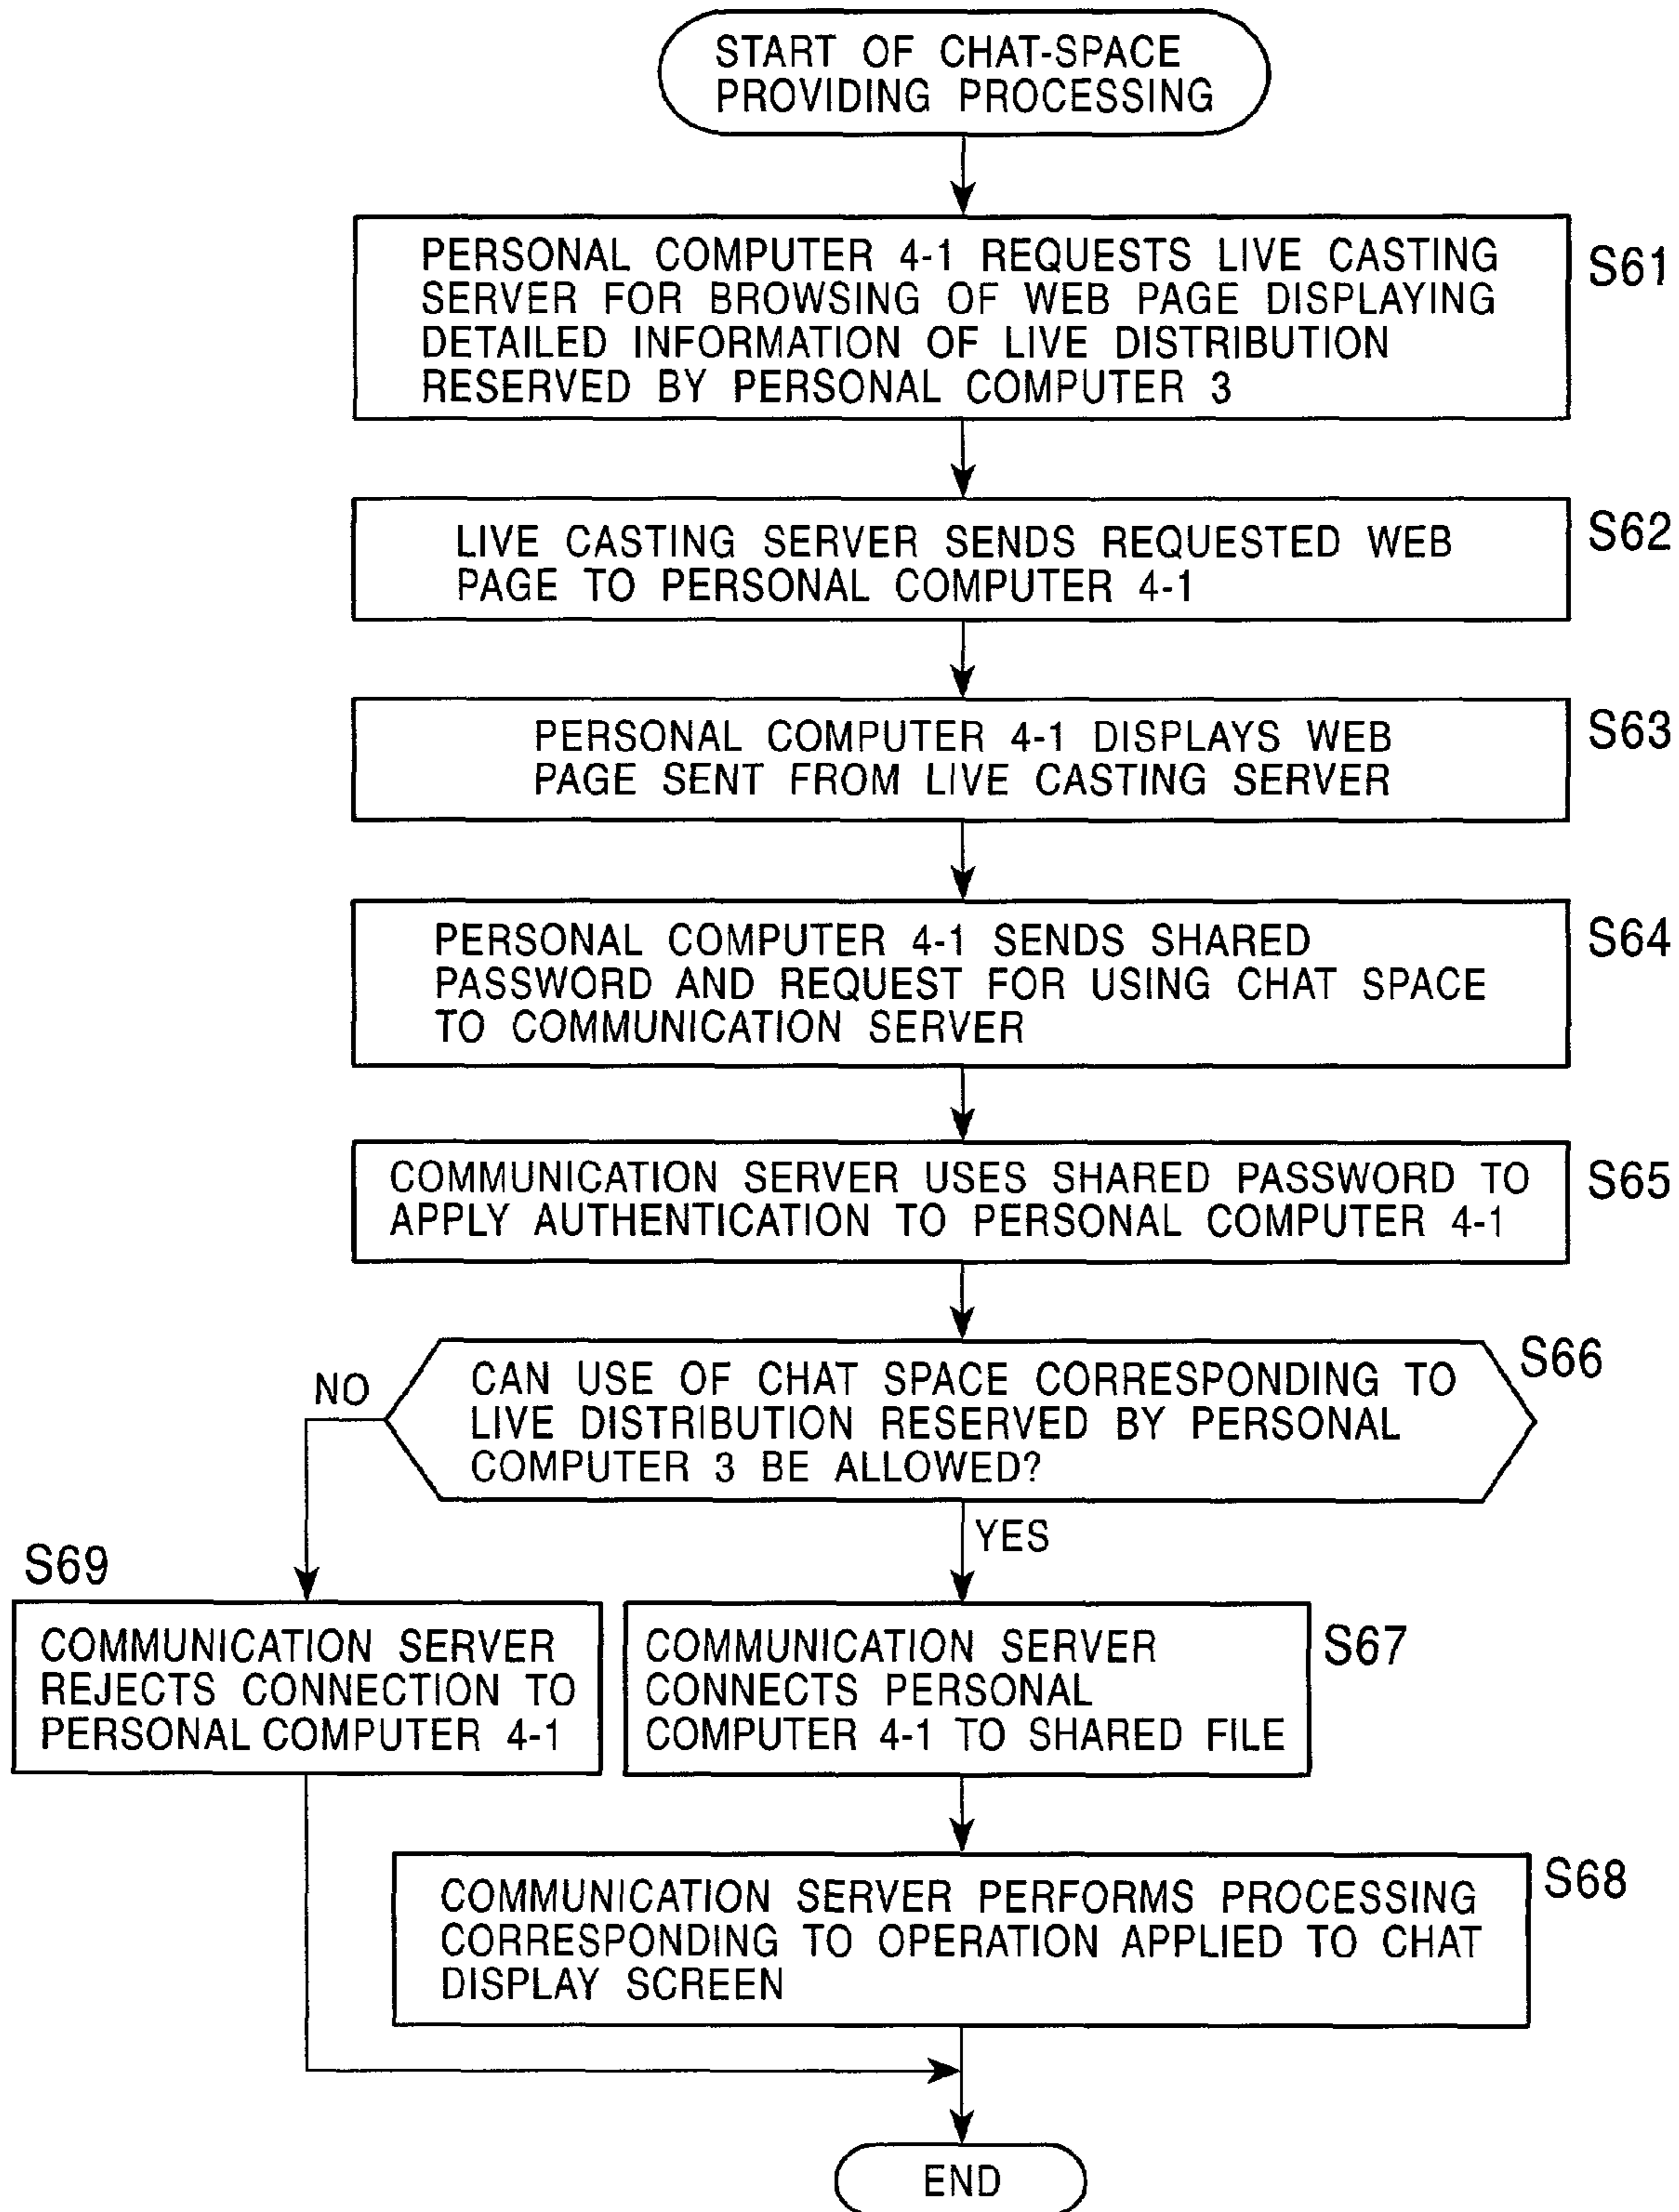 START OF CHAT-SPACE
PROVIDING PROCESSING
PERSONAL COMPUTER 4-1 REQUESTS LIVE CASTING
SERVER FOR BROWSING OF WEB PAGE DISPLAYING
DETAILED INFORMATION OF LIVE DISTRIBUTION
RESERVED BY PERSONAL COMPUTER 3
S61
LIVE CASTING SERVER SENDS REQUESTED WEB
PAGE TO PERSONAL COMPUTER 4-1
S62
PERSONAL COMPUTER 4-1 DISPLAYS WEB
PAGE SENT FROM LIVE CASTING SERVER
S63
PERSONAL COMPUTER 4-1 SENDS SHARED
PASSWORD AND REQUEST FOR USING CHAT SPACE
TO COMMUNICATION SERVER
S64
COMMUNICATION SERVER USES SHARED PASSWORD TO
APPLY AUTHENTICATION TO PERSONAL COMPUTER 4-1
S65
CAN USE OF CHAT SPACE CORRESPONDING TO
LIVE DISTRIBUTION RESERVED BY PERSONAL
COMPUTER 3 BE ALLOWED?
S66
NO
YES
S69
COMMUNICATION SERVER
REJECTS CONNECTION TO
PERSONAL COMPUTER 4-1
COMMUNICATION SERVER
CONNECTS PERSONAL
COMPUTER 4-1 TO SHARED FILE
S67
COMMUNICATION SERVER PERFORMS PROCESSING
CORRESPONDING TO OPERATION APPLIED TO CHAT
DISPLAY SCREEN
S68
END